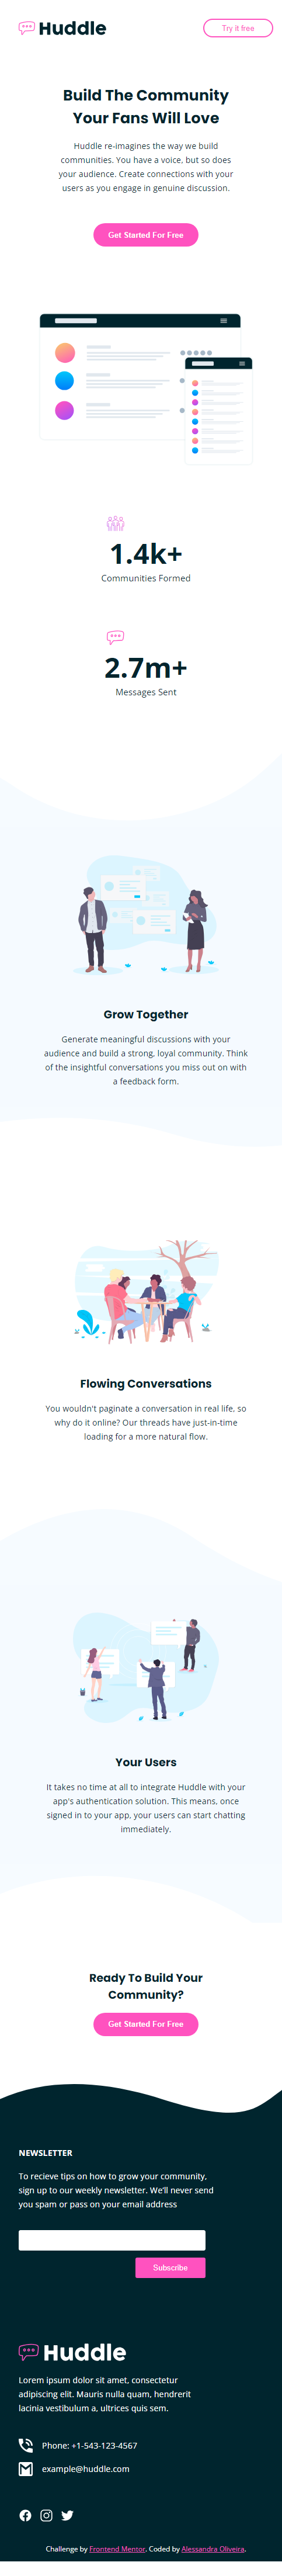 Huddle
Try it free
Build The Community
Your Fans Will Love
Huddle re-imagines the way we build
communities. You have a voice, but so does
your audience. Create connections with your
users as you engage in genuine discussion.
Get Started For Free
1.4k+
Communities Formed
2.7m+
Messages Sent
Grow Together
Generate meaningful discussions with your
audience and build a strong, loyal community. Think
of the insightful conversations you miss out on with
a feedback form.
Flowing Conversations
You wouldn't paginate a conversation in real life, so
why do it online? Our threads have just-in-time
loading for a more natural flow.
Your Users
It takes no time at all to integrate Huddle with your
app's authentication solution. This means, once
signed in to your app, your users can start chatting
immediately.
Ready To Build Your
Community?
Get Started For Free
NEWSLETTER
To recieve tips on how to grow your community,
sign up to our weekly newsletter. We'll never send
you spam or pass on your email address
Subscribe
Huddle
Lorem ipsum dolor sit amet, consectetur
adipiscing elit. Mauris nulla quam, hendrerit
lacinia vestibulum a, ultrices quis sem.
Phone: +1-543-123-4567
example@huddle.com
Challenge by Frontend Mentor. Coded by Alessandra Oliveira.